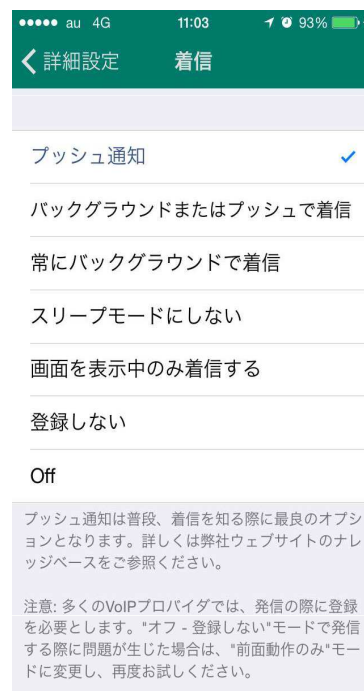 au 4G 11:03 93%
詳細設定 着信
プッシュ通知
バックグラウンドまたはプッシュで着信
常にバックグラウンドで着信
スリープモードにしない
画面を表示中のみ着信する
登録しない
Off
プッシュ通知は普段、着信を知る際に最良のオプシ
ョンとなります。詳しくは弊社ウェブサイトのナレ
ッジベースをご参照ください。
注意: 多くのVoIPプロバイダでは、発信の際に登録
を必要とします。"オフ - 登録しない"モードで発信
する際に問題が生じた場合は、"前面動作のみ"モー
ドに変更し、再度お試しください。